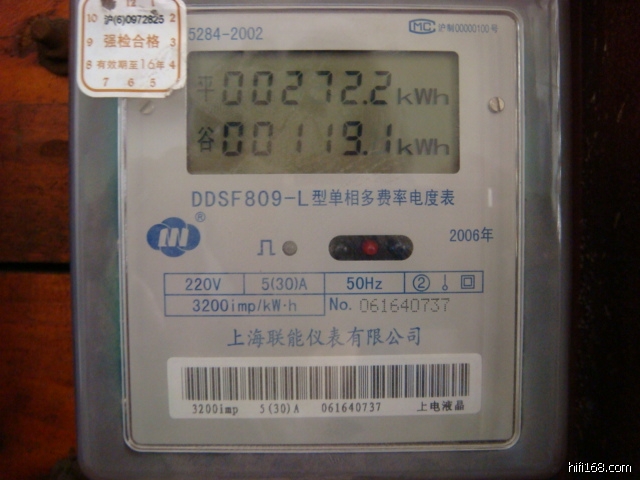 10 检 1 2
沪(6)0972825
9 强检合格 3
8 有效期至16年 4
7 6 5
5284-2002
CMC 沪制00000100号
平 00272.2 kWh
谷 00119.1 kWh
DDSF809-L型单相多费率电度表
®
2006年
220V 5(30)A 50Hz ②
3200imp/kW·h No. 061640737
上海联能仪表有限公司
3200imp 5(30)A 061640737 上电液晶
hifi168.com